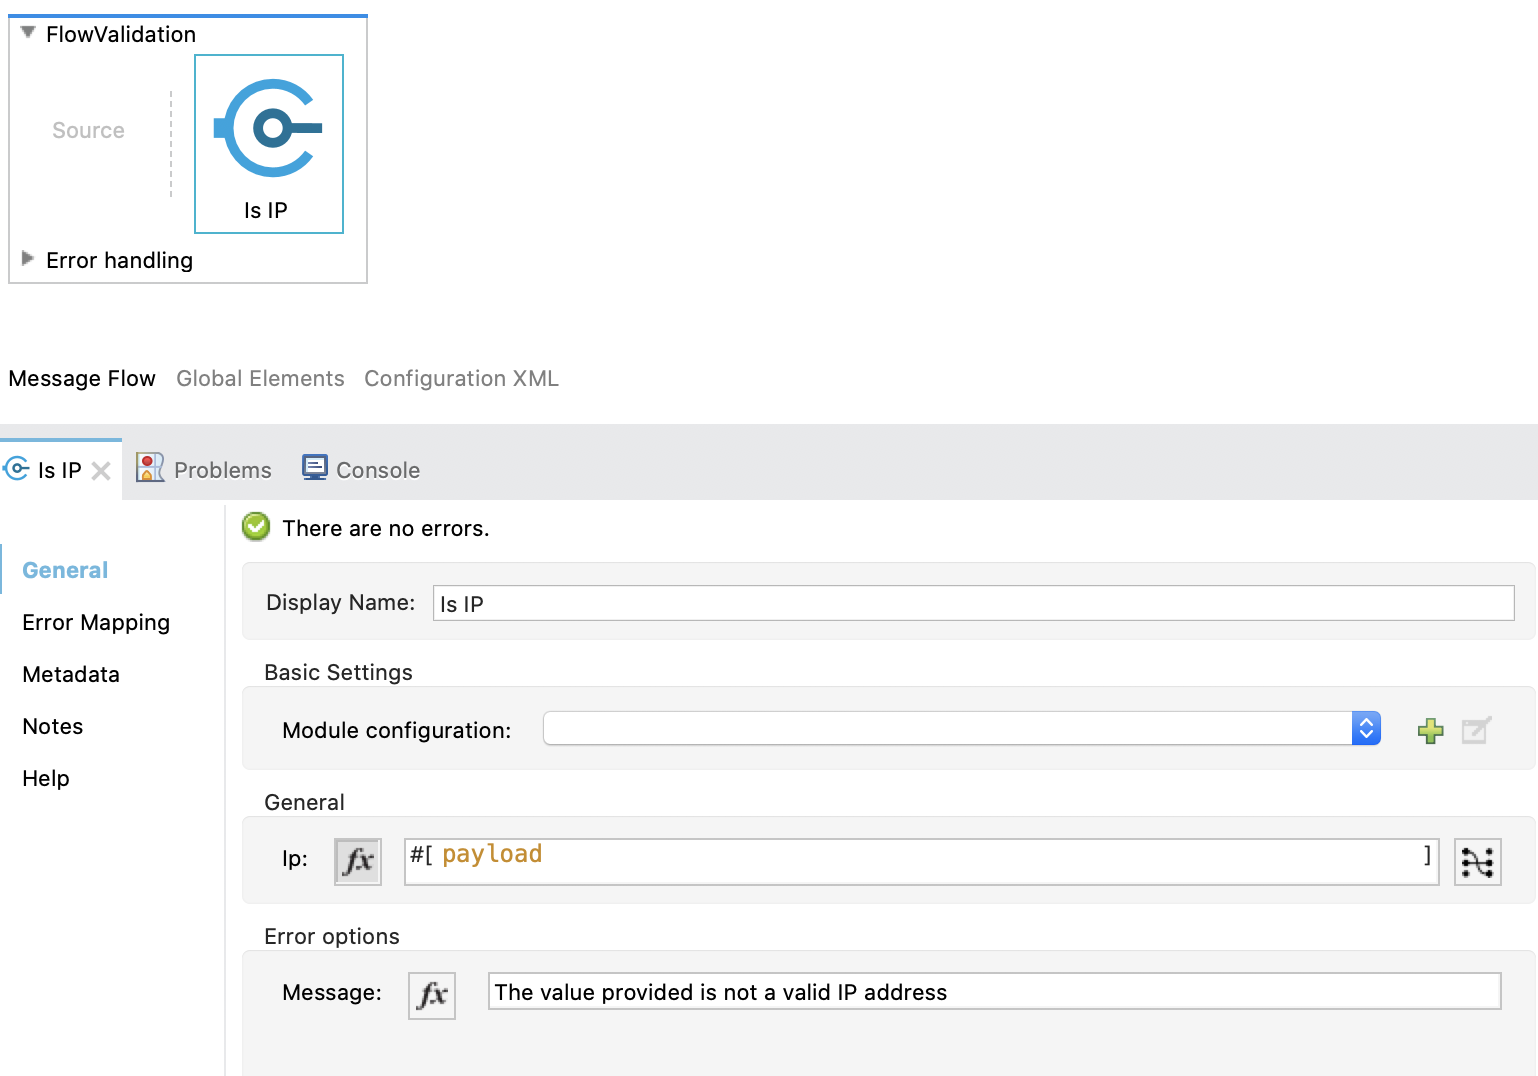 FlowValidation
Source
Is IP
Error handling
Message Flow Global Elements Configuration XML
Is IP Problems Console
There are no errors.
General
Error Mapping
Metadata
Notes
Help
Display Name: Is IP
Basic Settings
Module configuration:
General
Ip: fx #[ payload ]
Error options
Message: fx The value provided is not a valid IP address